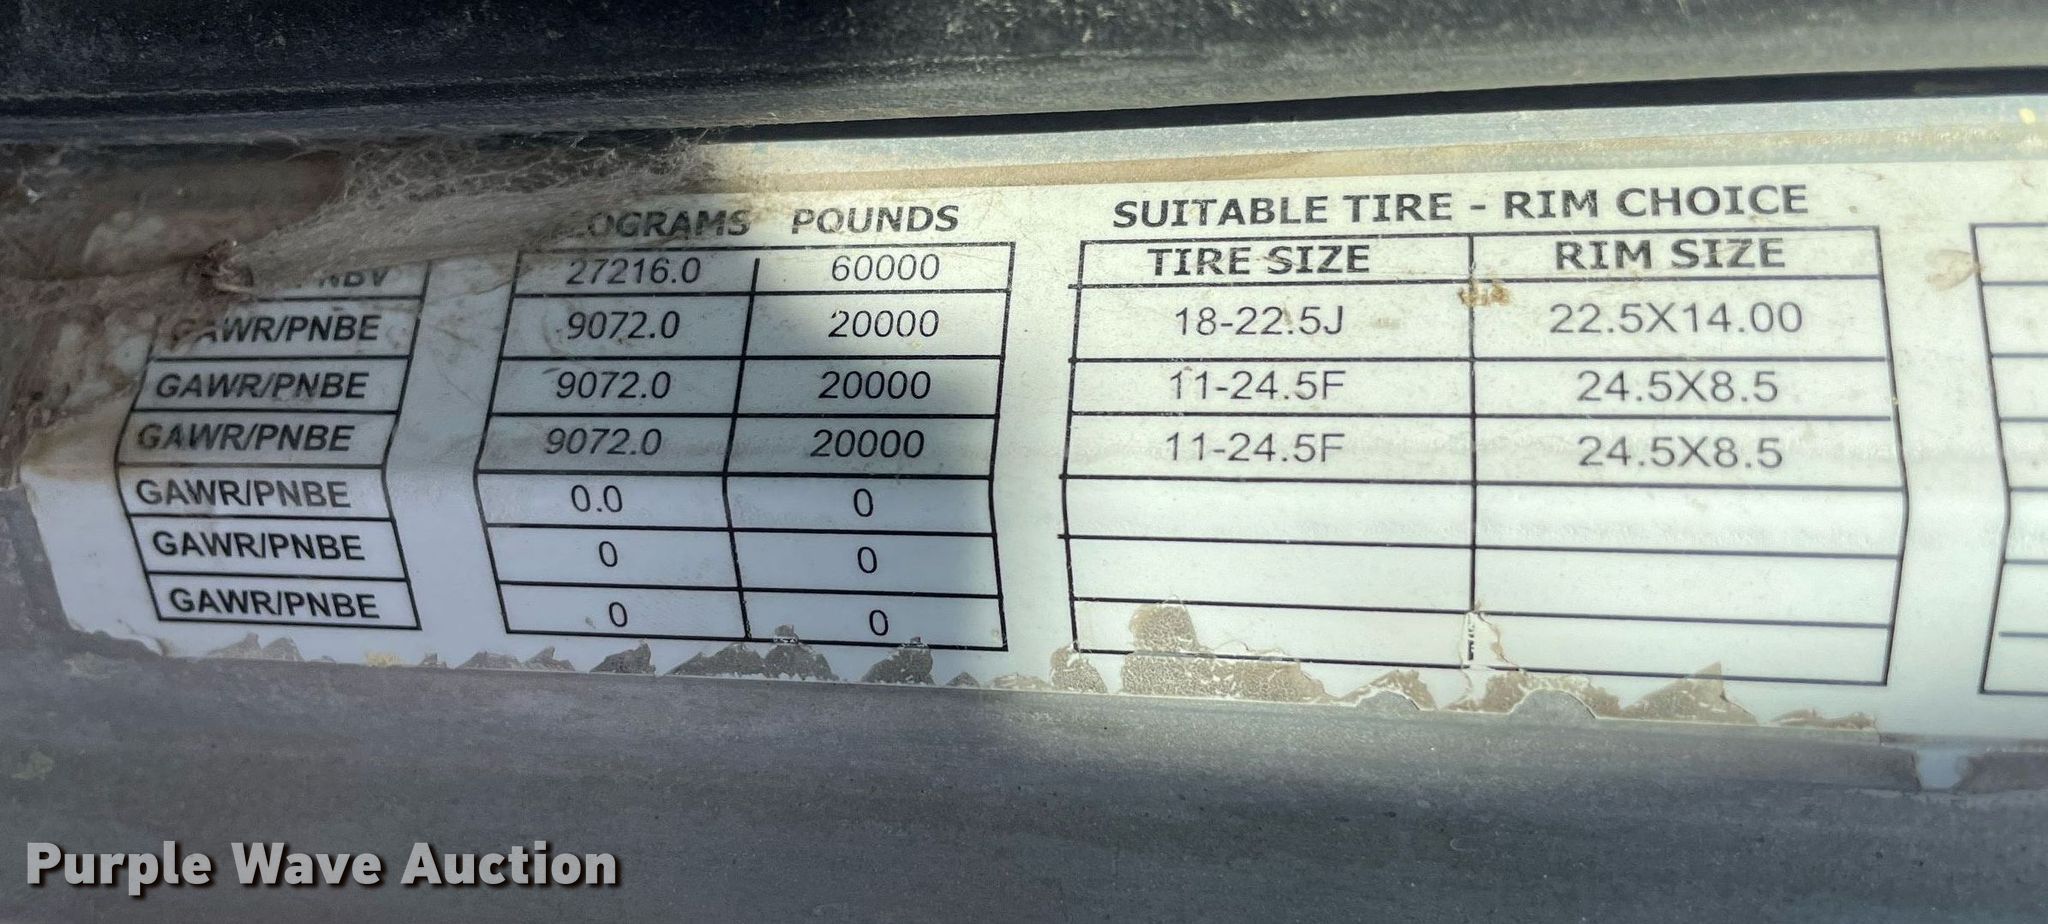 POUNDS SUITABLE TIRE - RIM CHOICE
27216.0 60000 TIRE SIZE RIM SIZE
GAWR/PNBE 9072.0 20000 18-22.5J 22.5X14.00
GAWR/PNBE 9072.0 20000 11-24.5F 24.5X8.5
GAWR/PNBE 9072.0 20000 11-24.5F 24.5X8.5
GAWR/PNBE 0.0 0
GAWR/PNBE 0 0
GAWR/PNBE 0 0
Purple Wave Auction